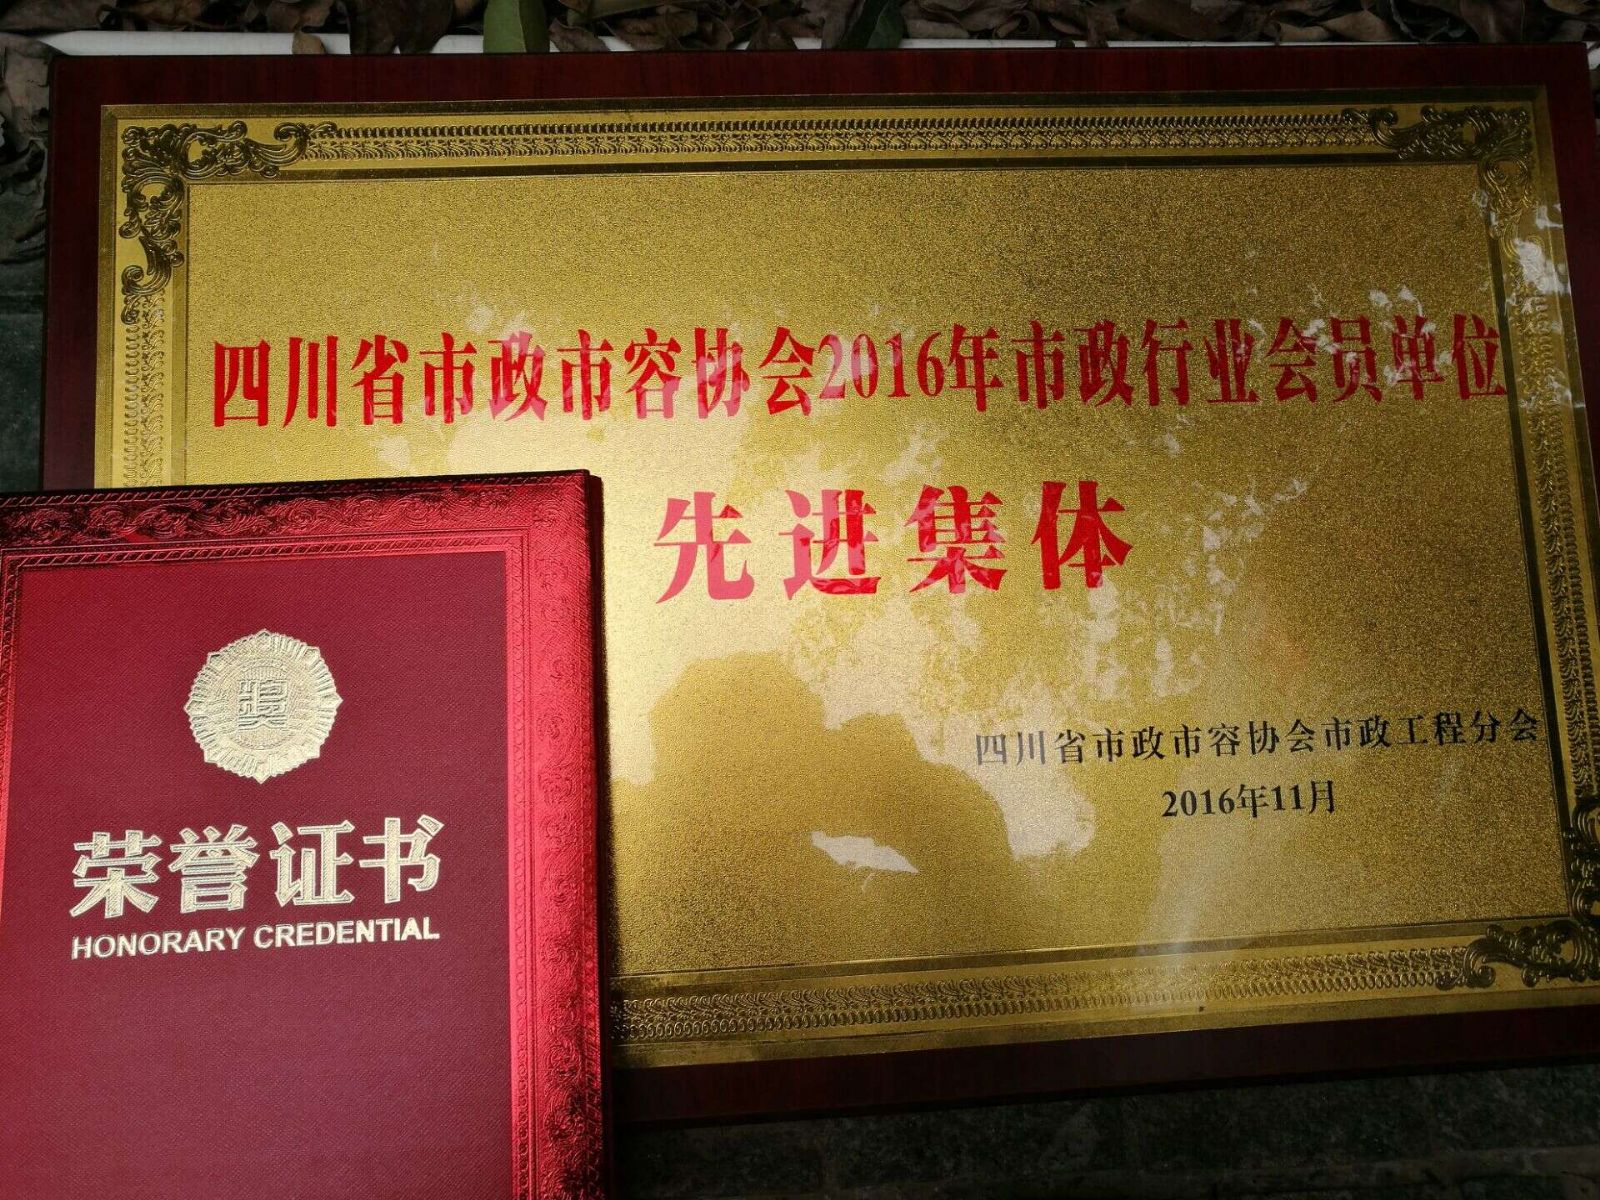 四川省市政市容协会2016年市政行业会员单位
先进集体
四川省市政市容协会市政工程分会
2016年11月
奖
荣誉证书
HONORARY CREDENTIAL